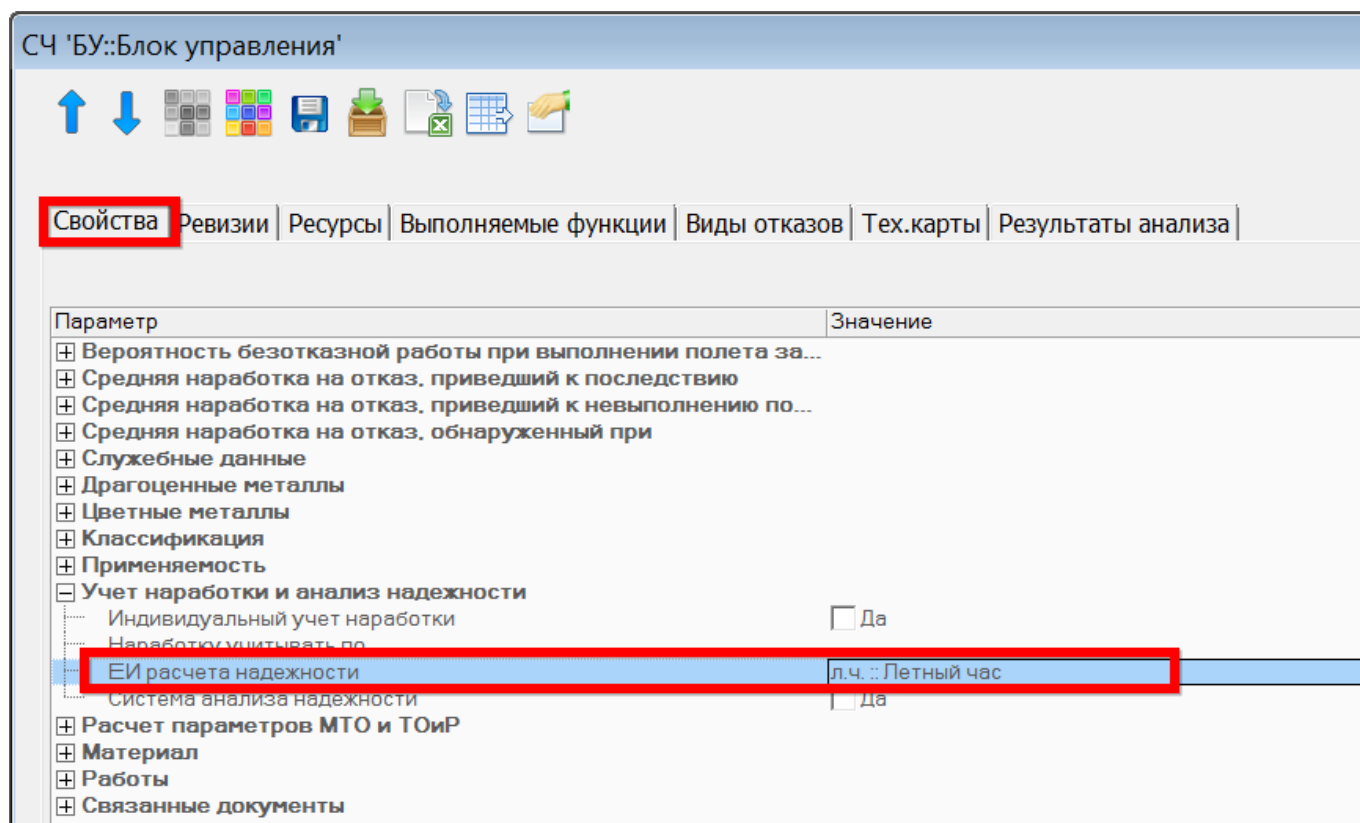 СЧ 'БУ::Блок управления'
Свойства Ревизии Ресурсы Выполняемые функции Виды отказов Тех.карты Результаты анализа
Параметр Значение
Вероятность безотказной работы при выполнении полета за...
Средняя наработка на отказ, приведший к последствию
Средняя наработка на отказ, приведший к невыполнению по...
Средняя наработка на отказ, обнаруженный при
Служебные данные
Драгоценные металлы
Цветные металлы
Классификация
Применяемость
Учет наработки и анализ надежности
Индивидуальный учет наработки Да
Наработку учитывать по
ЕИ расчета надежности л.ч. :: Летный час
Система анализа надежности Да
Расчет параметров МТО и ТОиР
Материал
Работы
Связанные документы